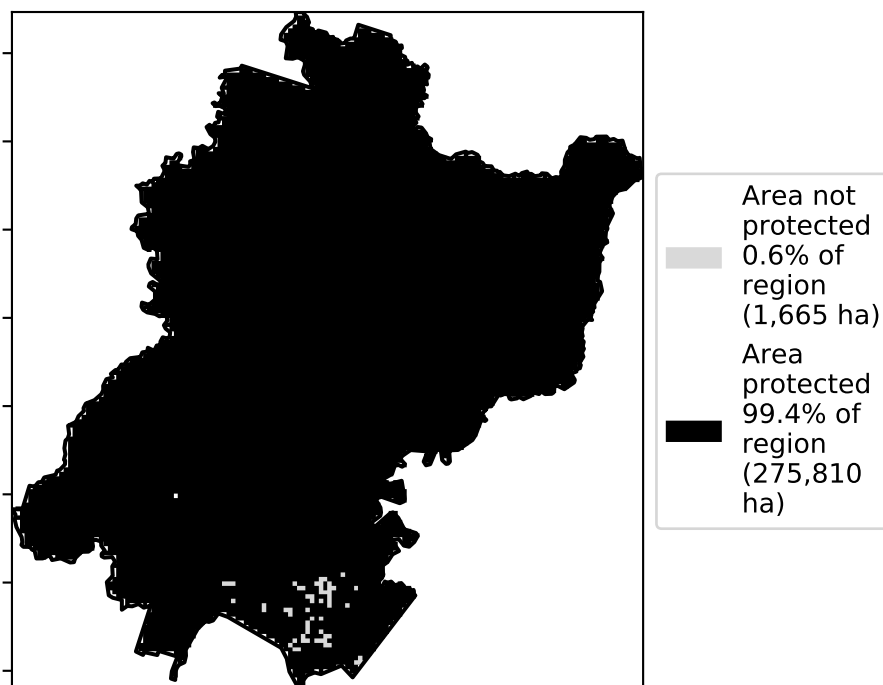 Area not
protected
0.6% of
region
(1,665 ha)
Area
protected
99.4% of
region
(275,810
ha)